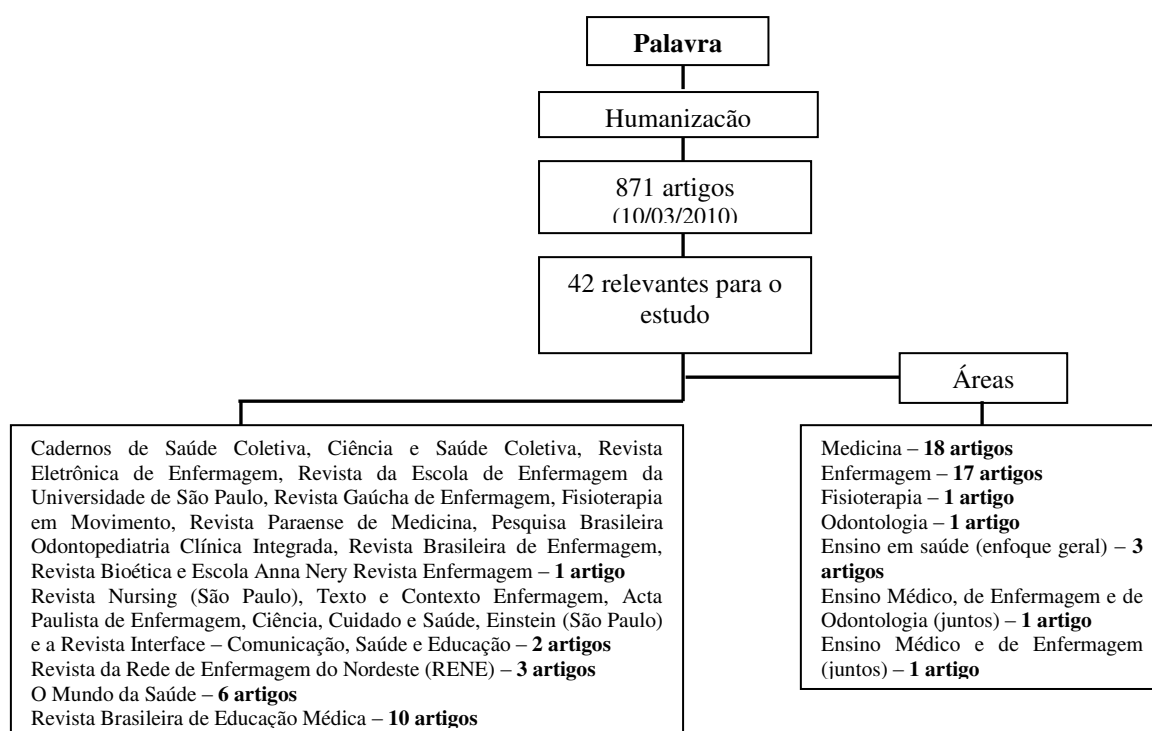 Palavra
Humanizacão
871 artigos
(10/03/2010)
42 relevantes para o
estudo
Áreas
Cadernos de Saúde Coletiva, Ciência e Saúde Coletiva, Revista
Eletrônica de Enfermagem, Revista da Escola de Enfermagem da
Universidade de São Paulo, Revista Gaúcha de Enfermagem, Fisioterapia
em Movimento, Revista Paraense de Medicina, Pesquisa Brasileira
Odontopediatria Clínica Integrada, Revista Brasileira de Enfermagem,
Revista Bioética e Escola Anna Nery Revista Enfermagem – 1 artigo
Revista Nursing (São Paulo), Texto e Contexto Enfermagem, Acta
Paulista de Enfermagem, Ciência, Cuidado e Saúde, Einstein (São Paulo)
e a Revista Interface – Comunicação, Saúde e Educação – 2 artigos
Revista da Rede de Enfermagem do Nordeste (RENE) – 3 artigos
O Mundo da Saúde – 6 artigos
Revista Brasileira de Educação Médica – 10 artigos
Medicina – 18 artigos
Enfermagem – 17 artigos
Fisioterapia – 1 artigo
Odontologia – 1 artigo
Ensino em saúde (enfoque geral) – 3
artigos
Ensino Médico, de Enfermagem e de
Odontologia (juntos) – 1 artigo
Ensino Médico e de Enfermagem
(juntos) – 1 artigo